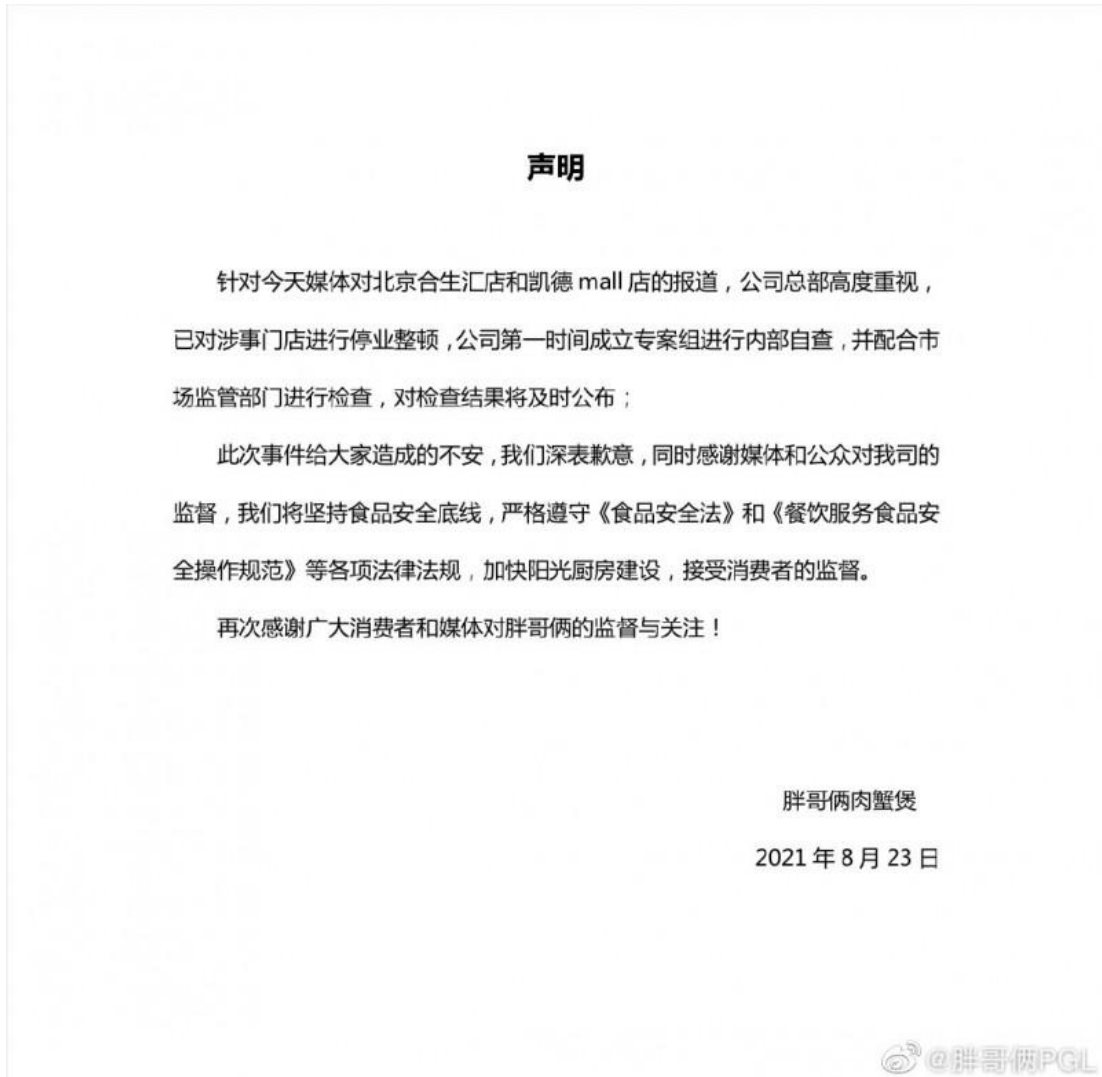 声明
针对今天媒体对北京合生汇店和凯德 mall 店的报道，公司总部高度重视，
已对涉事门店进行停业整顿，公司第一时间成立专案组进行内部自查，并配合市
场监管部门进行检查，对检查结果将及时公布；
此次事件给大家造成的不安，我们深表歉意，同时感谢媒体和公众对我司的
监督，我们将坚持食品安全底线，严格遵守《食品安全法》和《餐饮服务食品安
全操作规范》等各项法律法规，加快阳光厨房建设，接受消费者的监督。
再次感谢广大消费者和媒体对胖哥俩的监督与关注！
胖哥俩肉蟹煲
2021 年 8 月 23 日
@胖哥俩PGL